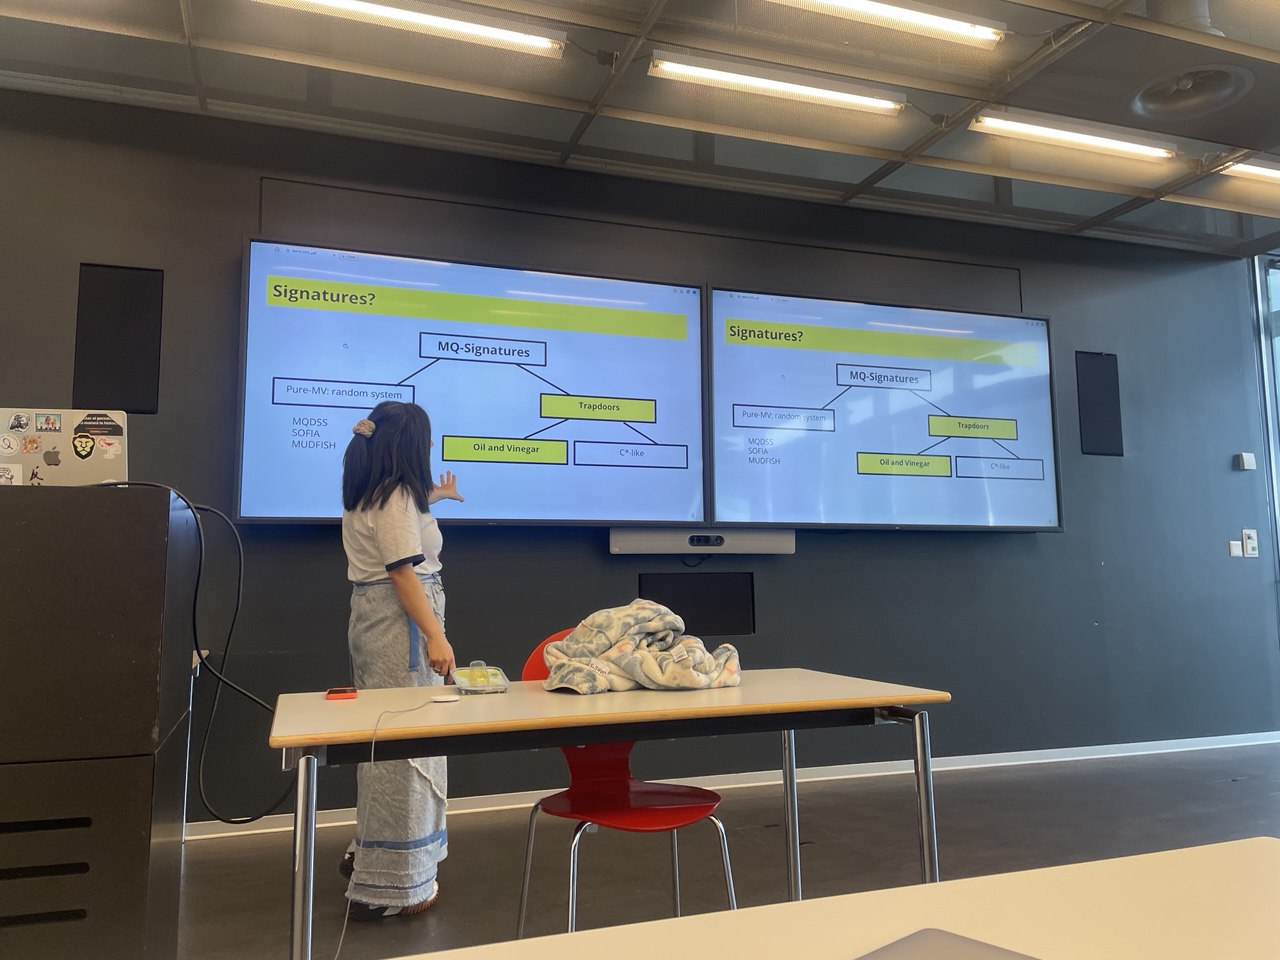 Signatures?
MQ-Signatures
Pure-MV: random system
Trapdoors
MQDSS
SOFIA
MUDFISH
Oil and Vinegar
C*-like
Signatures?
MQ-Signatures
Pure-MV: random system
Trapdoors
MQDSS
SOFIA
MUDFISH
Oil and Vinegar
C*-like